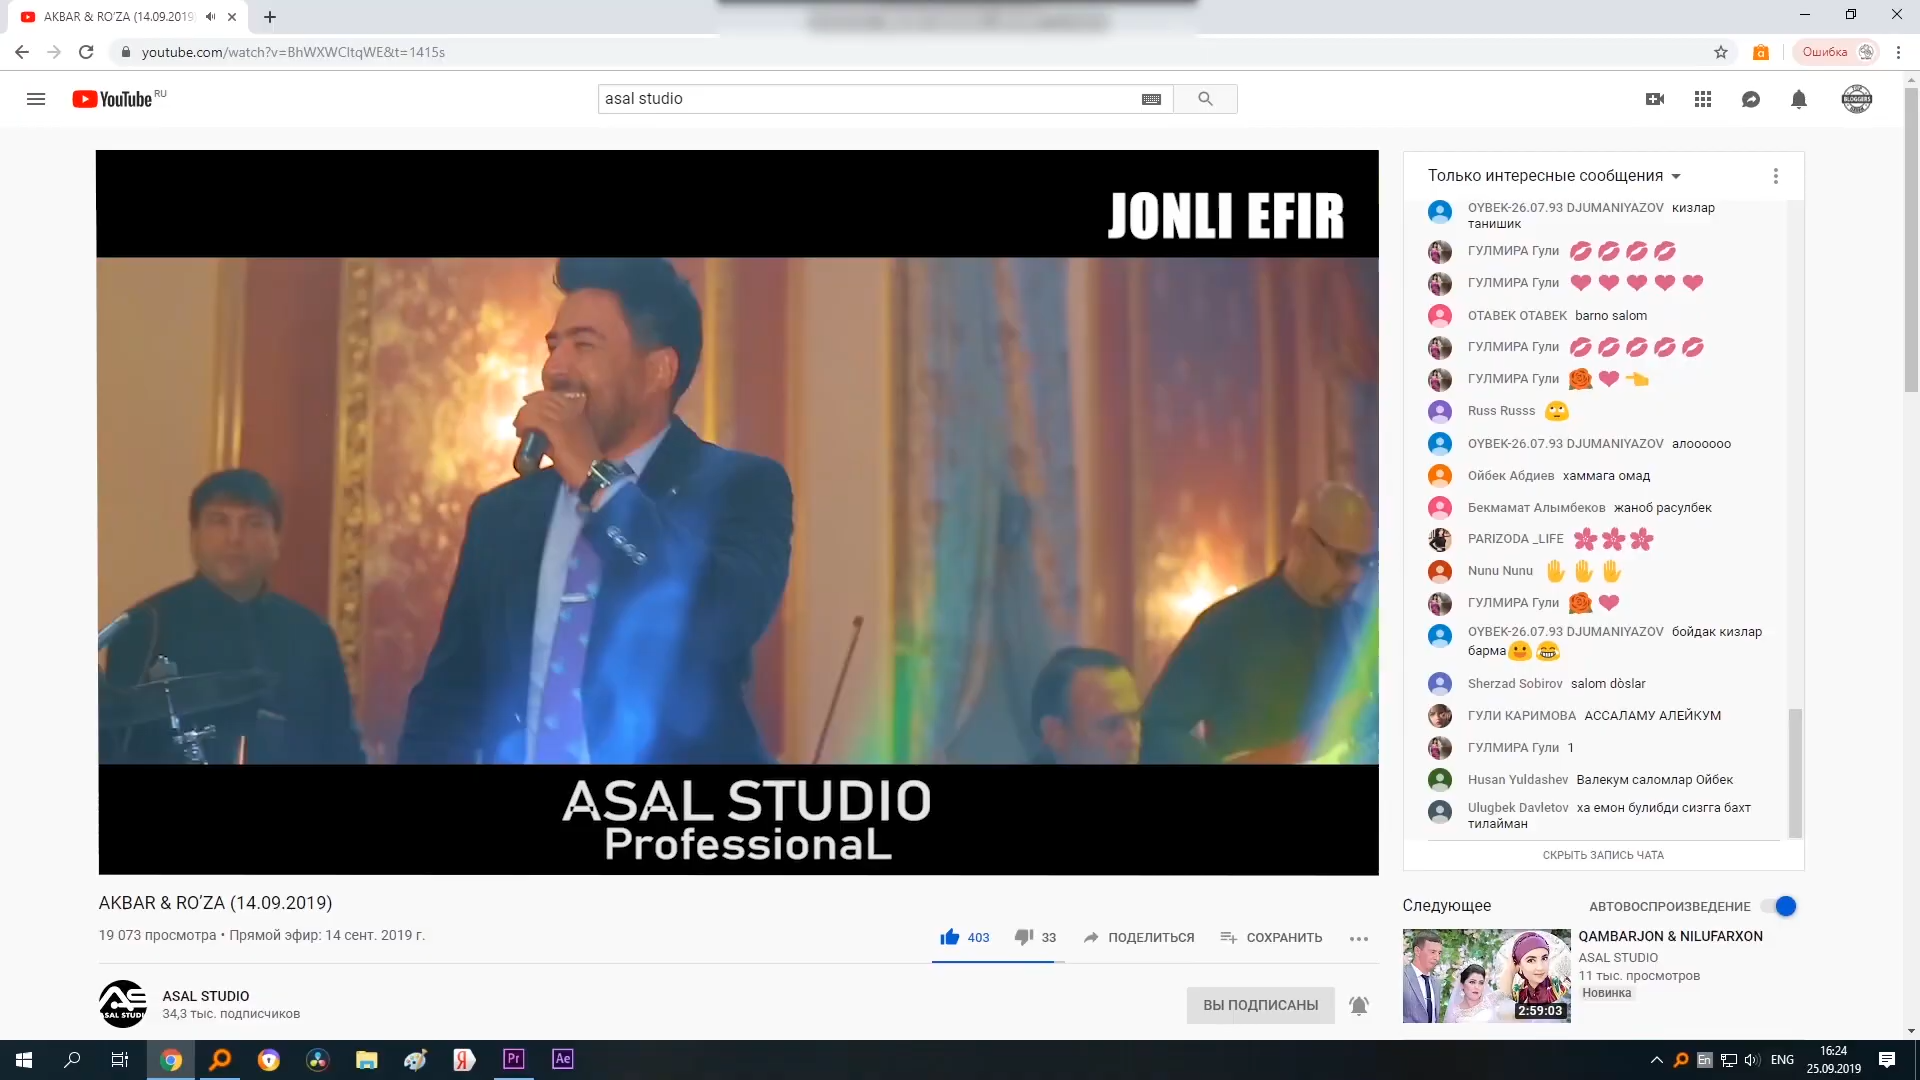 AKBAR & RO‘ZA (14.09.2019)
youtube.com/watch?v=BhWXWCItqWE&t=1415s
Ошибка
YouTube RU
asal studio
BLOGGERS
JONLI EFIR
ASAL STUDIO
ProfessionaL
Только интересные сообщения
OYBEK-26.07.93 DJUMANIYAZOV кизлар
танишик
ГУЛМИРА Гули 💋💋💋💋
ГУЛМИРА Гули ❤❤❤❤❤
OTABEK OTABEK barno salom
ГУЛМИРА Гули 💋💋💋💋💋
ГУЛМИРА Гули 🌹❤👈
Russ Russs 🙄
OYBEK-26.07.93 DJUMANIYAZOV алоооооо
Ойбек Абдиев хаммага омад
Бекмамат Алымбеков жаноб расулбек
PARIZODA _LIFE 🌸🌸🌸
Nunu Nunu ✋✋✋
ГУЛМИРА Гули 🌹❤
OYBEK-26.07.93 DJUMANIYAZOV бойдак кизлар
барма😃😂
Sherzad Sobirov salom dòslar
ГУЛИ КАРИМОВА АССАЛАМУ АЛЕЙКУМ
ГУЛМИРА Гули 1
Husan Yuldashev Валекум саломлар Ойбек
Ulugbek Davletov ха емон булибди сизгга бахт
тилайман
СКРЫТЬ ЗАПИСЬ ЧАТА
AKBAR & RO‘ZA (14.09.2019)
19 073 просмотра • Прямой эфир: 14 сент. 2019 г.
403 33 ПОДЕЛИТЬСЯ СОХРАНИТЬ
ASAL STUDIO
34,3 тыс. подписчиков
ВЫ ПОДПИСАНЫ
Следующее АВТОВОСПРОИЗВЕДЕНИЕ
QAMBARJON & NILUFARXON
ASAL STUDIO
11 тыс. просмотров
Новинка
2:59:03
Я Pr Ae
En ENG
16:24
25.09.2019